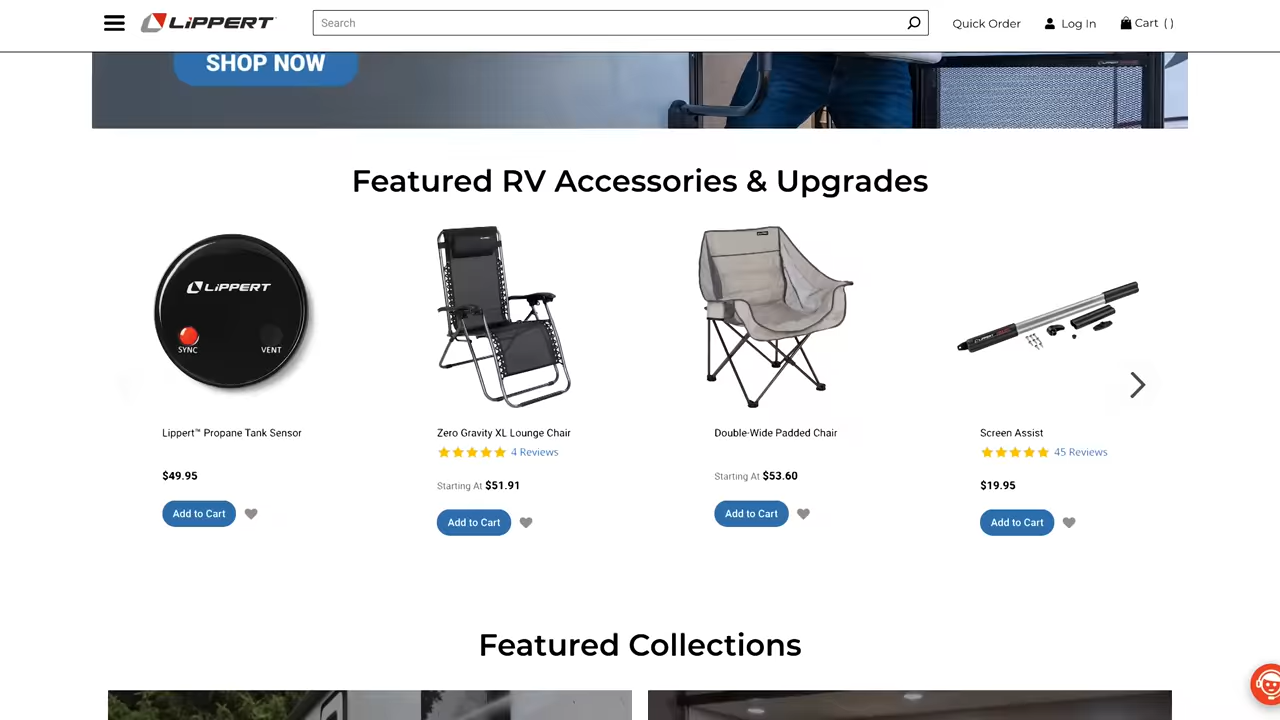 LIPPERT
Search
Quick Order
Log In
Cart ( )
SHOP NOW
Featured RV Accessories & Upgrades
LIPPERT
SYNC
VENT
Lippert™ Propane Tank Sensor
$49.95
Add to Cart
Zero Gravity XL Lounge Chair
4 Reviews
Starting At $51.91
Add to Cart
Double-Wide Padded Chair
Starting At $53.60
Add to Cart
Screen Assist
45 Reviews
$19.95
Add to Cart
Featured Collections